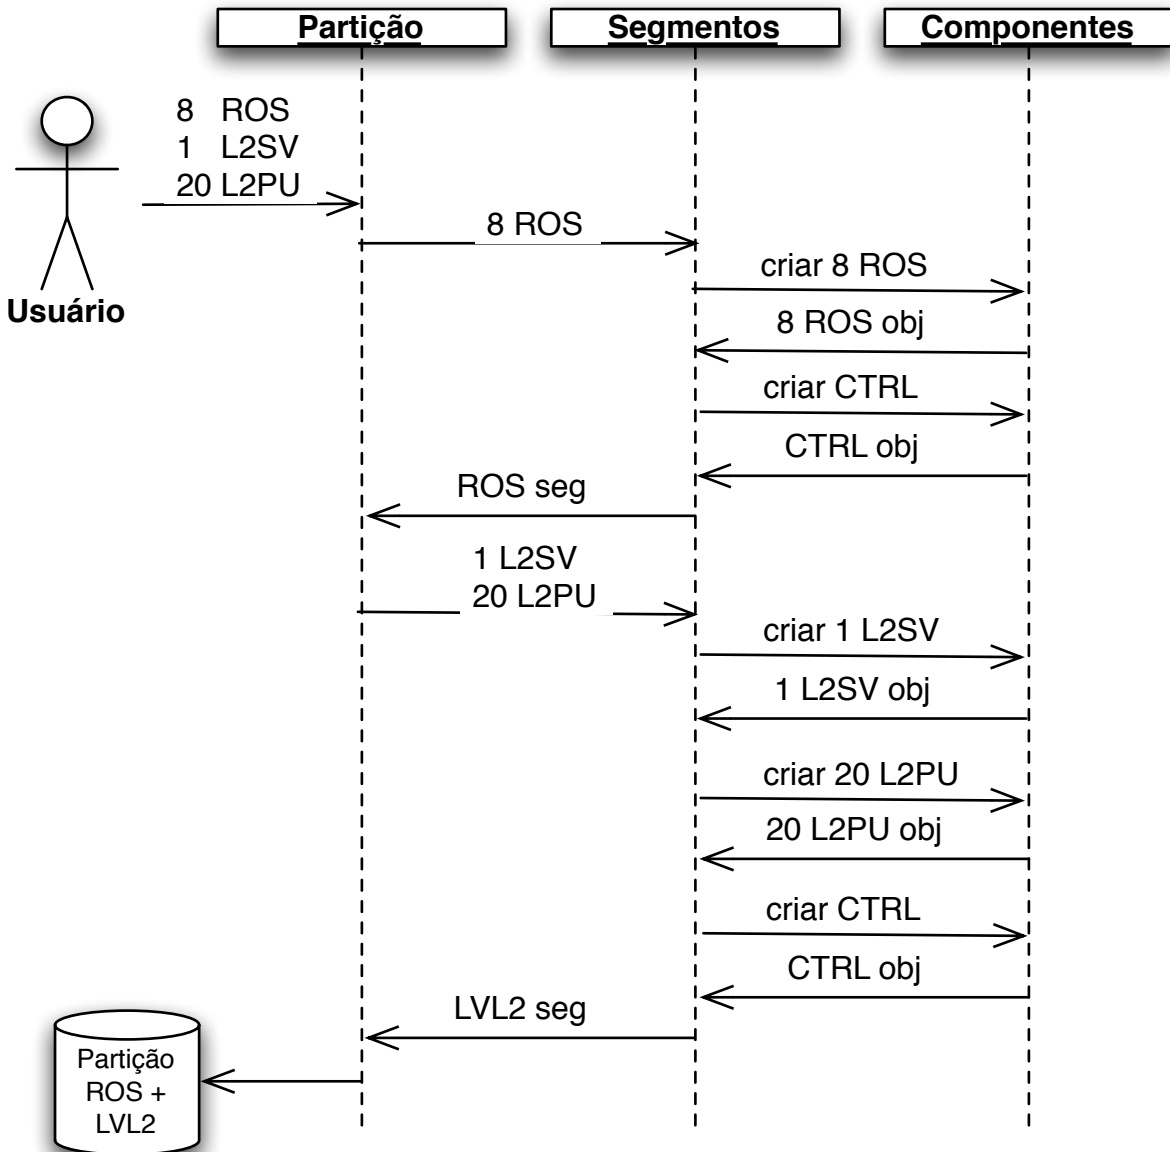 Partição
Segmentos
Componentes
8 ROS
1 L2SV
20 L2PU
Usuário
8 ROS
criar 8 ROS
8 ROS obj
criar CTRL
CTRL obj
ROS seg
1 L2SV
20 L2PU
criar 1 L2SV
1 L2SV obj
criar 20 L2PU
20 L2PU obj
criar CTRL
CTRL obj
LVL2 seg
Partição
ROS +
LVL2